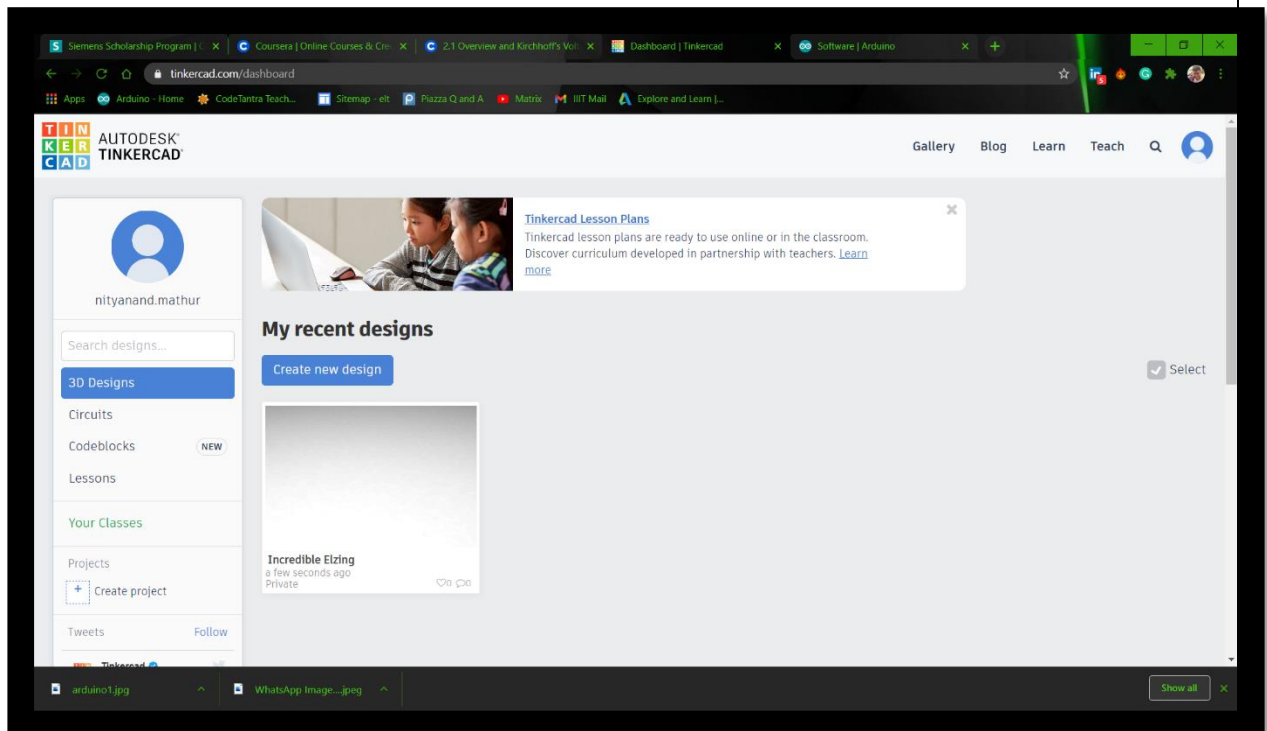 Siemens Scholarship Program | C
Coursera | Online Courses & Cre
2.1 Overview and Kirchhoff's Volt
Dashboard | Tinkercad
Software | Arduino
tinkercad.com/dashboard
Apps
Arduino - Home
CodeTantra Teach...
Sitemap - elt
Piazza Q and A
Matrix
IIIT Mail
Explore and Learn |...
TINKERCAD
AUTODESK
TINKERCAD
Gallery
Blog
Learn
Teach
nityanand.mathur
Search designs...
3D Designs
Circuits
Codeblocks
NEW
Lessons
Your Classes
Projects
+ Create project
Tweets
Follow
Tinkercad
Tinkercad Lesson Plans
Tinkercad lesson plans are ready to use online or in the classroom.
Discover curriculum developed in partnership with teachers. Learn
more
My recent designs
Create new design
Select
Incredible Elzing
a few seconds ago
Private
0
0
arduino1.jpg
WhatsApp Image....jpeg
Show all